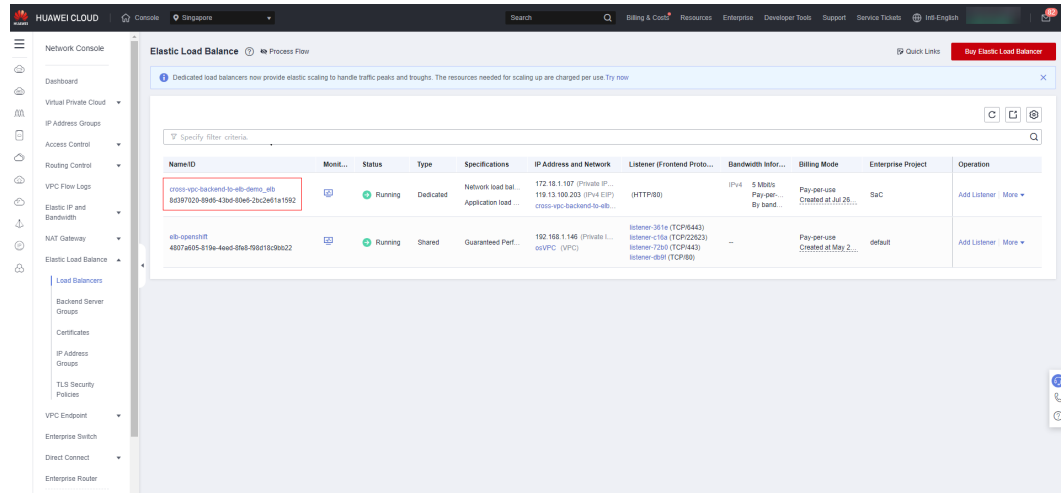 HUAWEI
HUAWEI CLOUD
Console
Singapore
Search
Billing & Costs
Resources
Enterprise
Developer Tools
Support
Service Tickets
Intl-English
82
Network Console
Dashboard
Virtual Private Cloud
IP Address Groups
Access Control
Routing Control
VPC Flow Logs
Elastic IP and
Bandwidth
NAT Gateway
Elastic Load Balance
Load Balancers
Backend Server
Groups
Certificates
IP Address
Groups
TLS Security
Policies
VPC Endpoint
Enterprise Switch
Direct Connect
Enterprise Router
Elastic Load Balance
Process Flow
Quick Links
Buy Elastic Load Balancer
Dedicated load balancers now provide elastic scaling to handle traffic peaks and troughs. The resources needed for scaling up are charged per use. Try now
Specify filter criteria.
Name/ID Monit... Status Type Specifications IP Address and Network Listener (Frontend Proto... Bandwidth Infor... Billing Mode Enterprise Project Operation
cross-vpc-backend-to-elb-demo_elb
8d397020-89d6-43bd-80e6-2bc2e61a1592
Running
Dedicated
Network load bal...
Application load ...
172.18.1.107 (Private IP...
119.13.100.203 (IPv4 EIP)
cross-vpc-backend-to-elb...
(HTTP/80)
IPv4 5 Mbit/s
Pay-per-...
By band...
Pay-per-use
Created at Jul 26...
SaC
Add Listener More
elb-openshift
4807a605-819e-4eed-8fe8-f98d18c9bb22
Running
Shared
Guaranteed Perf...
192.168.1.146 (Private I...
osVPC (VPC)
listener-361e (TCP/6443)
listener-c16a (TCP/22623)
listener-72b0 (TCP/443)
listener-db9f (TCP/80)
--
Pay-per-use
Created at May 2...
default
Add Listener More